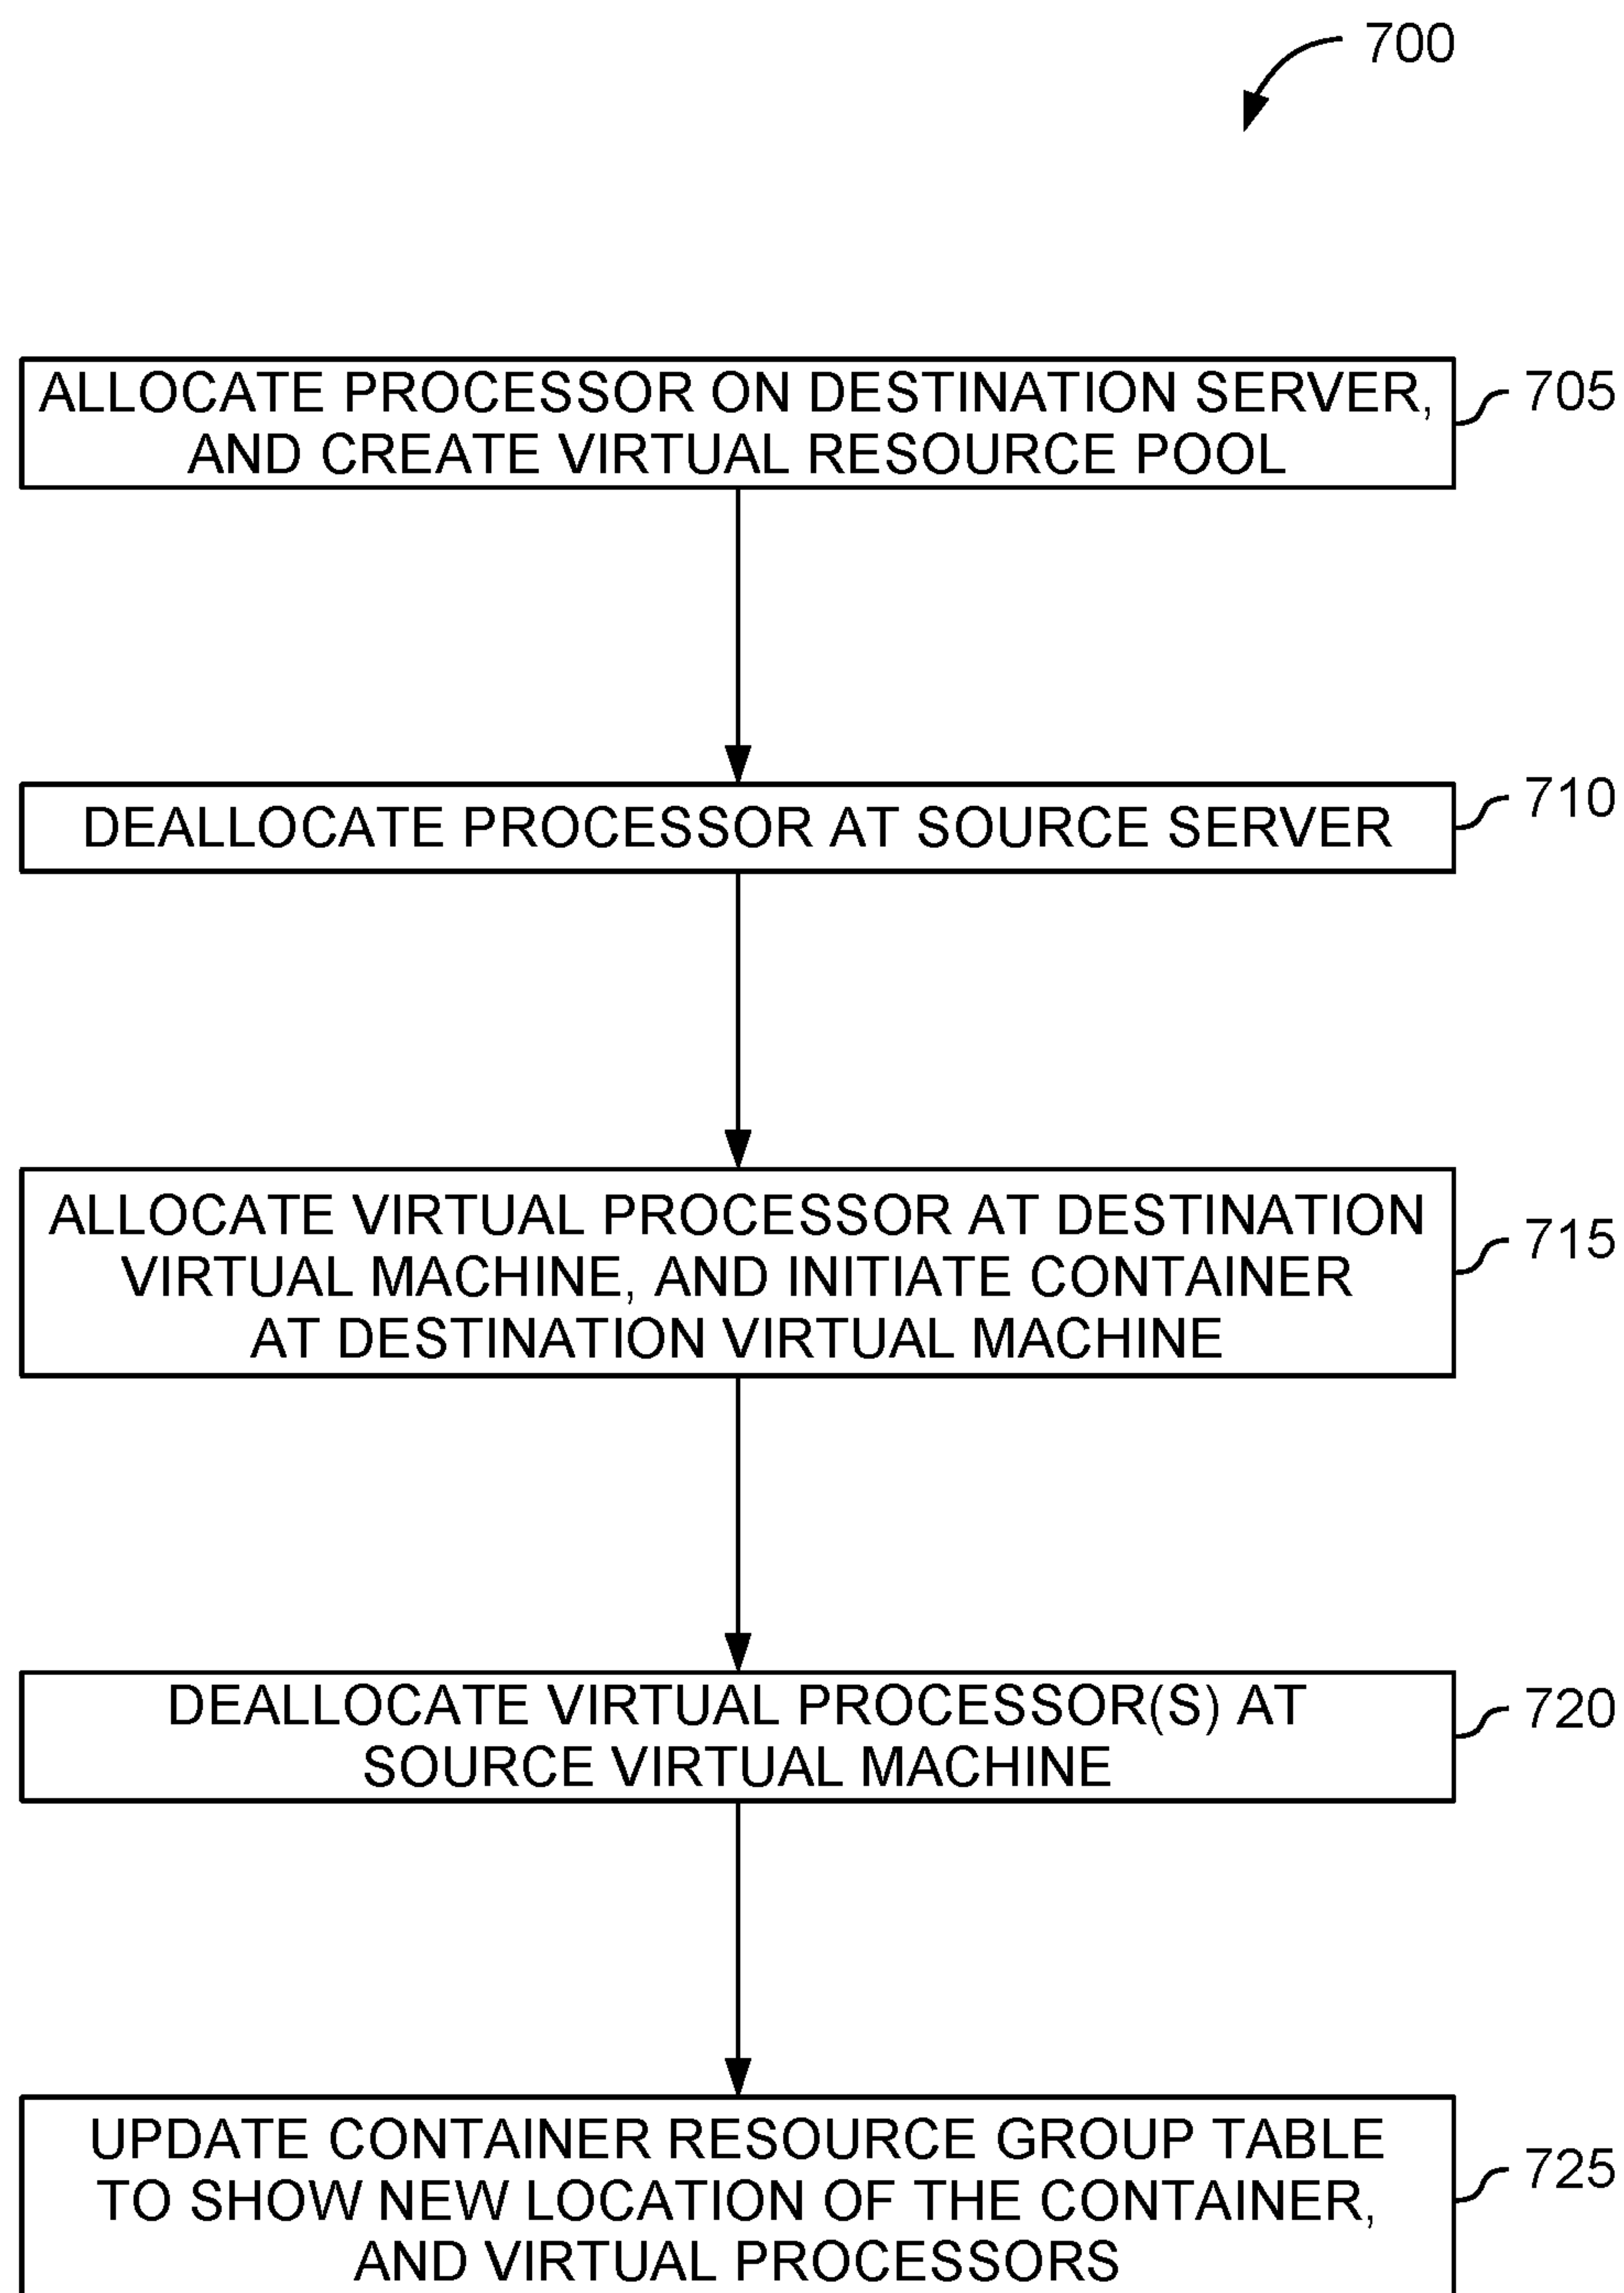 700
ALLOCATE PROCESSOR ON DESTINATION SERVER,
AND CREATE VIRTUAL RESOURCE POOL
705
DEALLOCATE PROCESSOR AT SOURCE SERVER
710
ALLOCATE VIRTUAL PROCESSOR AT DESTINATION
VIRTUAL MACHINE, AND INITIATE CONTAINER
AT DESTINATION VIRTUAL MACHINE
715
DEALLOCATE VIRTUAL PROCESSOR(S) AT
SOURCE VIRTUAL MACHINE
720
UPDATE CONTAINER RESOURCE GROUP TABLE
TO SHOW NEW LOCATION OF THE CONTAINER,
AND VIRTUAL PROCESSORS
725